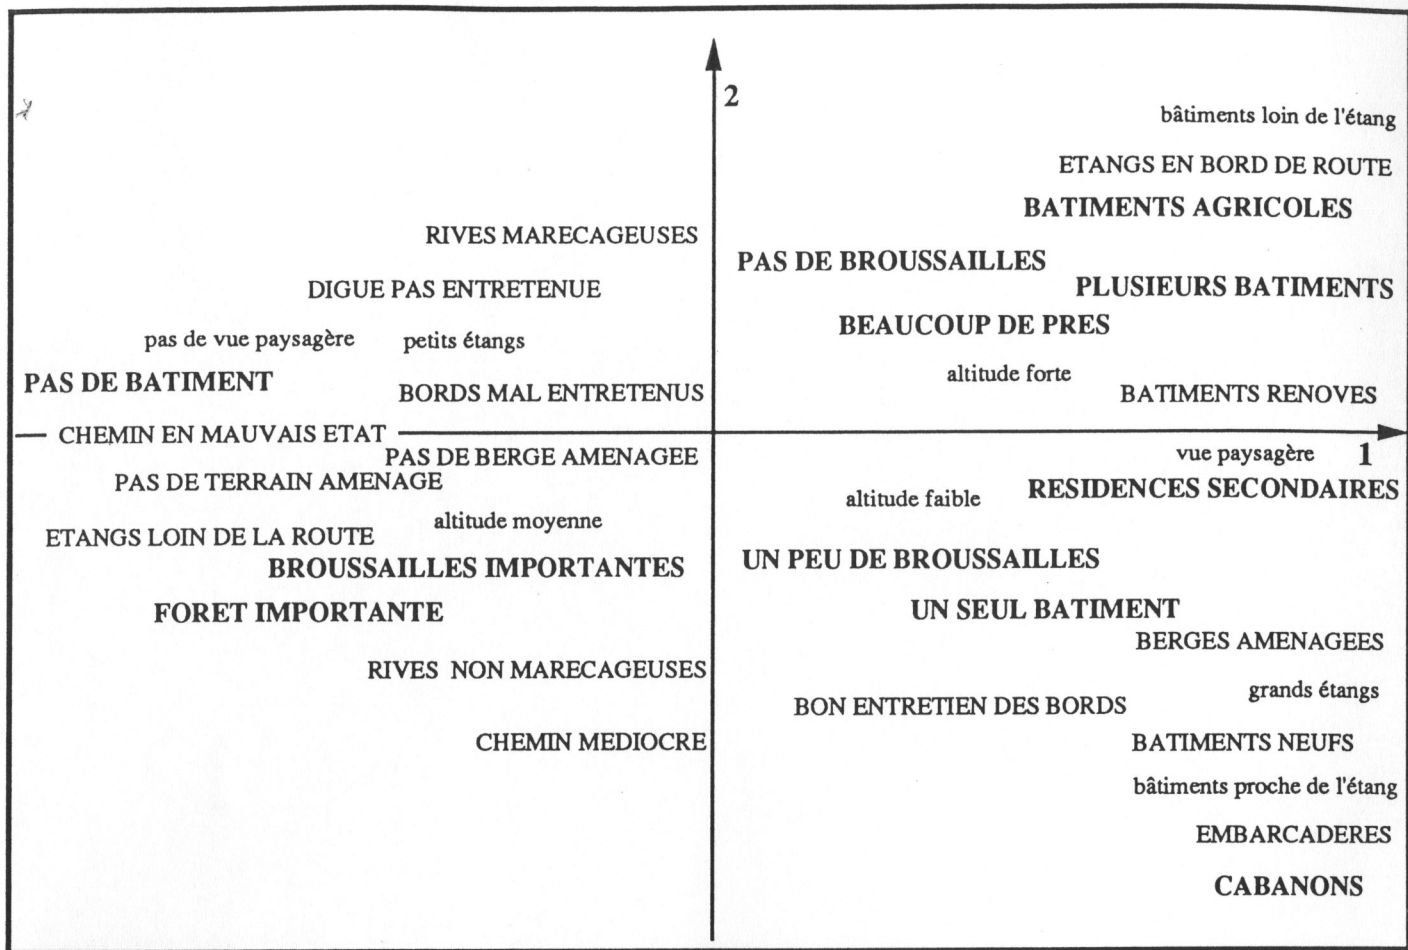 2
bâtiments loin de l'étang
ETANGS EN BORD DE ROUTE
BATIMENTS AGRICOLES
RIVES MARECAGEUSES
PAS DE BROUSSAILLES
DIGUE PAS ENTRETENUE
PLUSIEURS BATIMENTS
BEAUCOUP DE PRES
pas de vue paysagère
petits étangs
altitude forte
PAS DE BATIMENT
BORDS MAL ENTRETENUS
BATIMENTS RENOVES
CHEMIN EN MAUVAIS ETAT
PAS DE BERGE AMENAGEE
vue paysagère
1
PAS DE TERRAIN AMENAGE
altitude faible
RESIDENCES SECONDAIRES
altitude moyenne
ETANGS LOIN DE LA ROUTE
BROUSSAILLES IMPORTANTES
UN PEU DE BROUSSAILLES
FORET IMPORTANTE
UN SEUL BATIMENT
BERGES AMENAGEES
RIVES NON MARECAGEUSES
grands étangs
BON ENTRETIEN DES BORDS
CHEMIN MEDIOCRE
BATIMENTS NEUFS
bâtiments proche de l'étang
EMBARCADERES
CABANONS